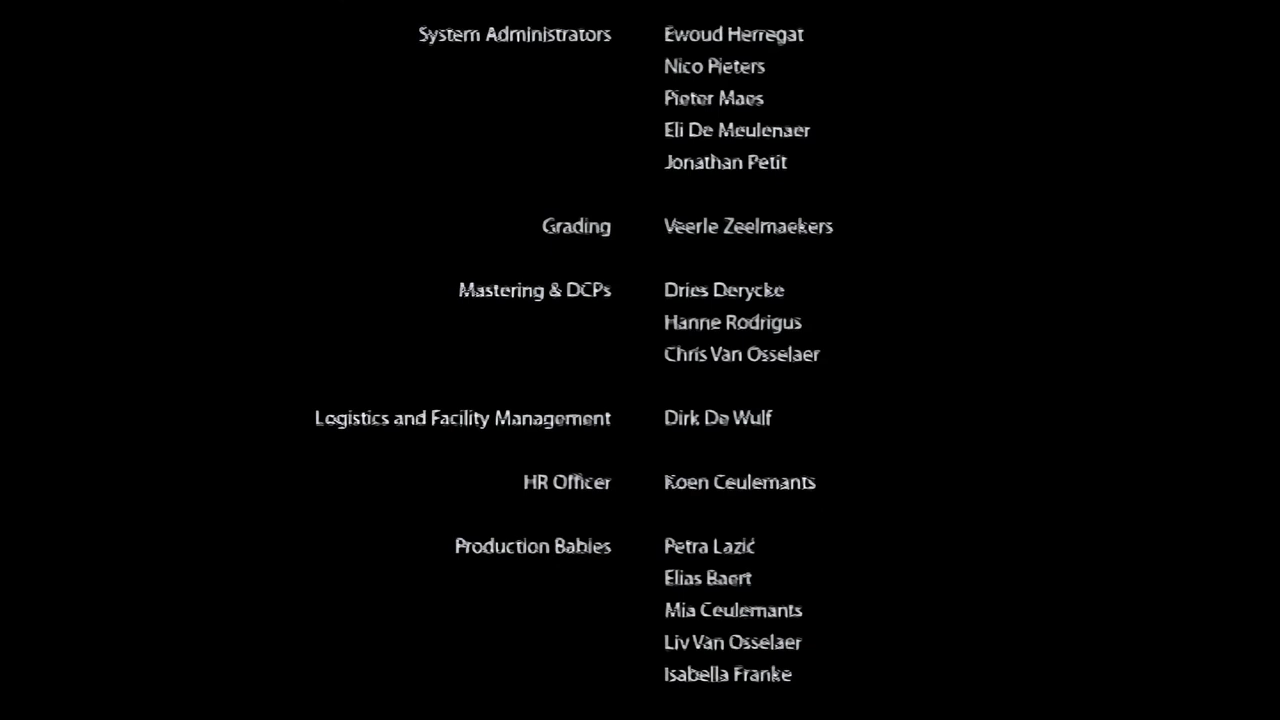 System Administrators Ewoud Herregat
Nico Pieters
Pieter Maes
Eli De Meulenaer
Jonathan Petit
Grading Veerle Zeelmaekers
Mastering & DCPs Dries Derycke
Hanne Rodrigus
Chris Van Osselaer
Logistics and Facility Management Dirk De Wulf
HR Officer Koen Ceulemants
Production Babies Petra Lazić
Elias Baert
Mia Ceulemants
Liv Van Osselaer
Isabella Franke